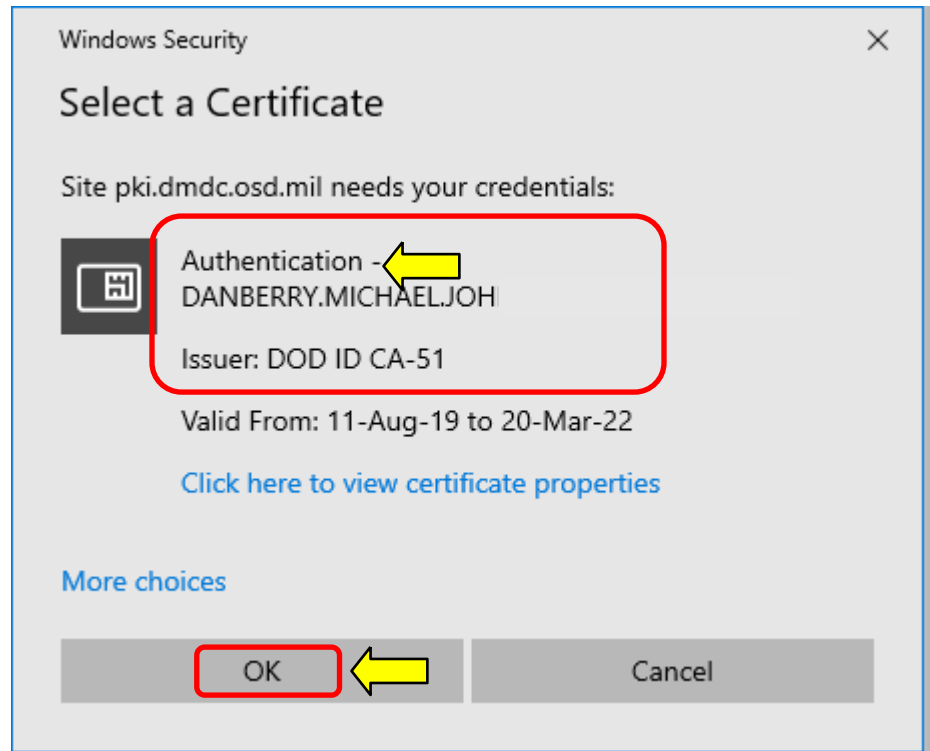 Windows Security
Select a Certificate
Site pki.dmdc.osd.mil needs your credentials:
Authentication -
DANBERRY.MICHAEL.JOH
Issuer: DOD ID CA-51
Valid From: 11-Aug-19 to 20-Mar-22
Click here to view certificate properties
More choices
OK
Cancel